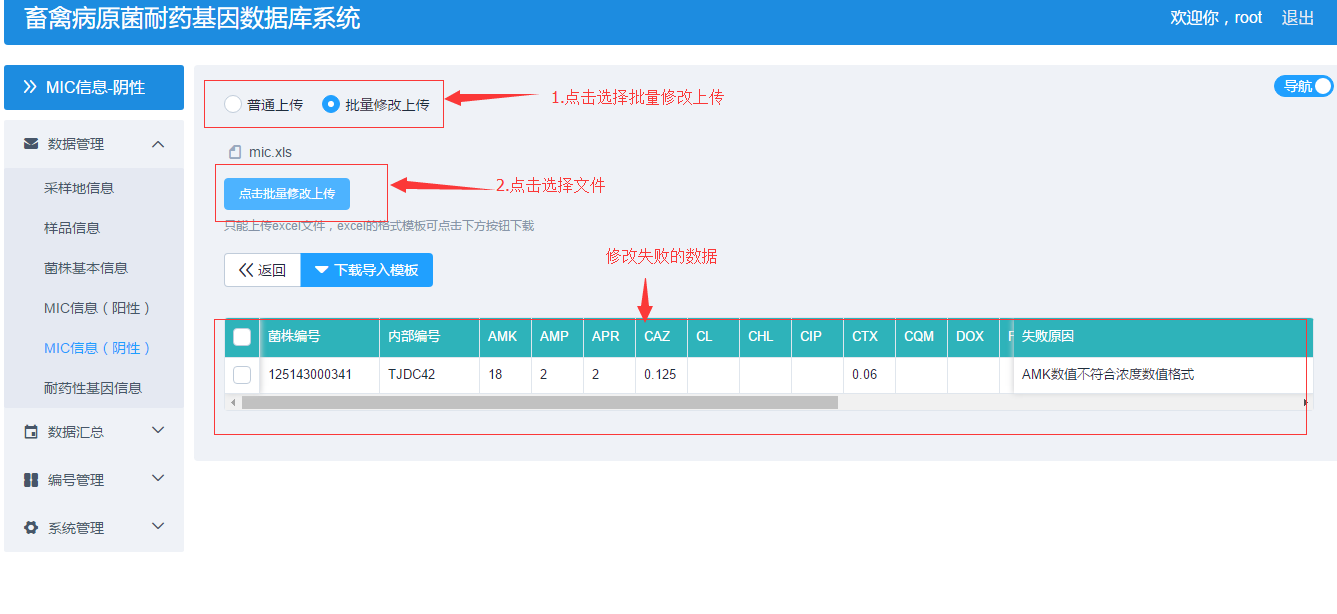 畜禽病原菌耐药基因数据库系统
欢迎你，root 退出
MIC信息-阴性
导航
普通上传 批量修改上传
1.点击选择批量修改上传
数据管理
mic.xls
采样地信息
点击批量修改上传
2.点击选择文件
样品信息
只能上传excel文件，excel的格式模板可点击下方按钮下载
菌株基本信息
返回 下载导入模板
修改失败的数据
MIC信息（阳性）
菌株编号 内部编号 AMK AMP APR CAZ CL CHL CIP CTX CQM DOX F 失败原因
MIC信息（阴性）
125143000341 TJDC42 18 2 2 0.125 0.06 AMK数值不符合浓度数值格式
耐药性基因信息
数据汇总
编号管理
系统管理